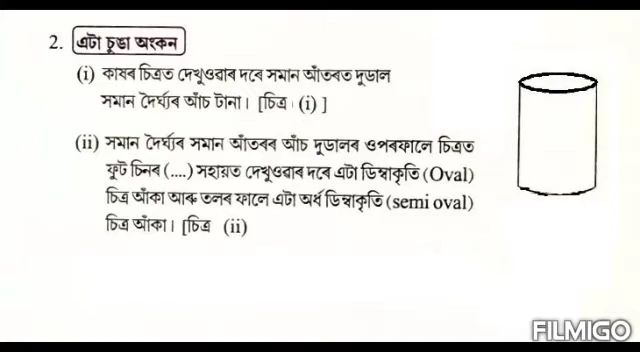 2. এটা চুঙা অংকন
(i) কাষৰ চিত্ৰত দেখুওৱাৰ দৰে সমান আঁতৰত দুডাল
সমান দৈৰ্ঘ্যৰ আঁচ টানা। [চিত্ৰ (i) ]
(ii) সমান দৈৰ্ঘ্যৰ সমান আঁতৰৰ আঁচ দুডালৰ ওপৰফালে চিত্ৰত
ফুট চিনৰ (....) সহায়ত দেখুওৱাৰ দৰে এটা ডিম্বাকৃতি (Oval)
চিত্ৰ আঁকা আৰু তলৰ ফালে এটা অৰ্ধ ডিম্বাকৃতি (semi oval)
চিত্ৰ আঁকা। [চিত্ৰ (ii)
FILMIGO